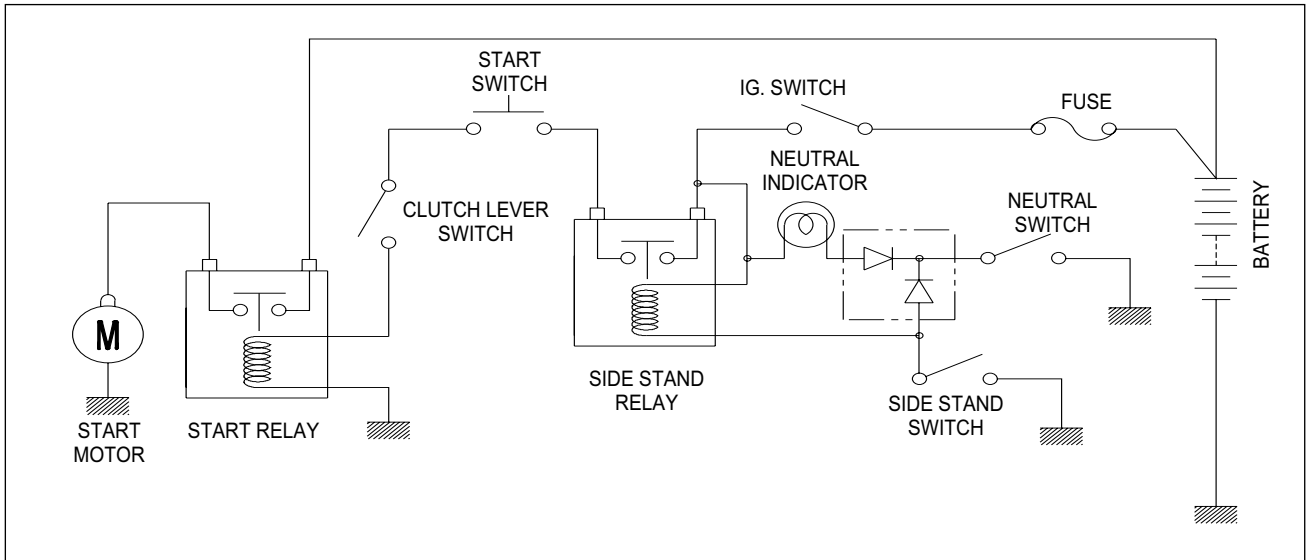 START
SWITCH
IG. SWITCH
FUSE
NEUTRAL
INDICATOR
CLUTCH LEVER
SWITCH
NEUTRAL
SWITCH
BATTERY
M
START
MOTOR
START RELAY
SIDE STAND
RELAY
SIDE STAND
SWITCH